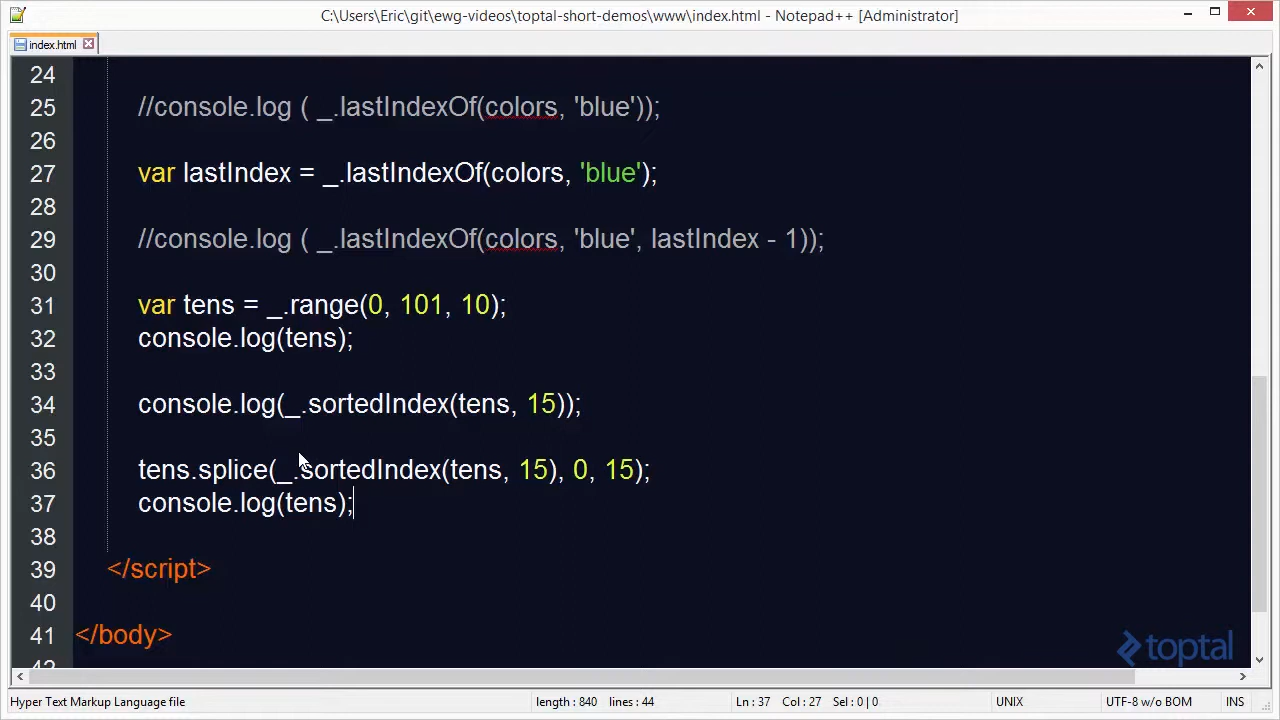 C:\Users\Eric\git\ewg-videos\toptal-short-demos\www\index.html - Notepad++ [Administrator]
index.html
24
25 //console.log ( _.lastIndexOf(colors, 'blue'));
26
27 var lastIndex = _.lastIndexOf(colors, 'blue');
28
29 //console.log ( _.lastIndexOf(colors, 'blue', lastIndex - 1));
30
31 var tens = _.range(0, 101, 10);
32 console.log(tens);
33
34 console.log(_.sortedIndex(tens, 15));
35
36 tens.splice(_.sortedIndex(tens, 15), 0, 15);
37 console.log(tens);
38
39 </script>
40
41 </body>
42
toptal
Hyper Text Markup Language file length : 840 lines : 44 Ln : 37 Col : 27 Sel : 0 | 0 UNIX UTF-8 w/o BOM INS